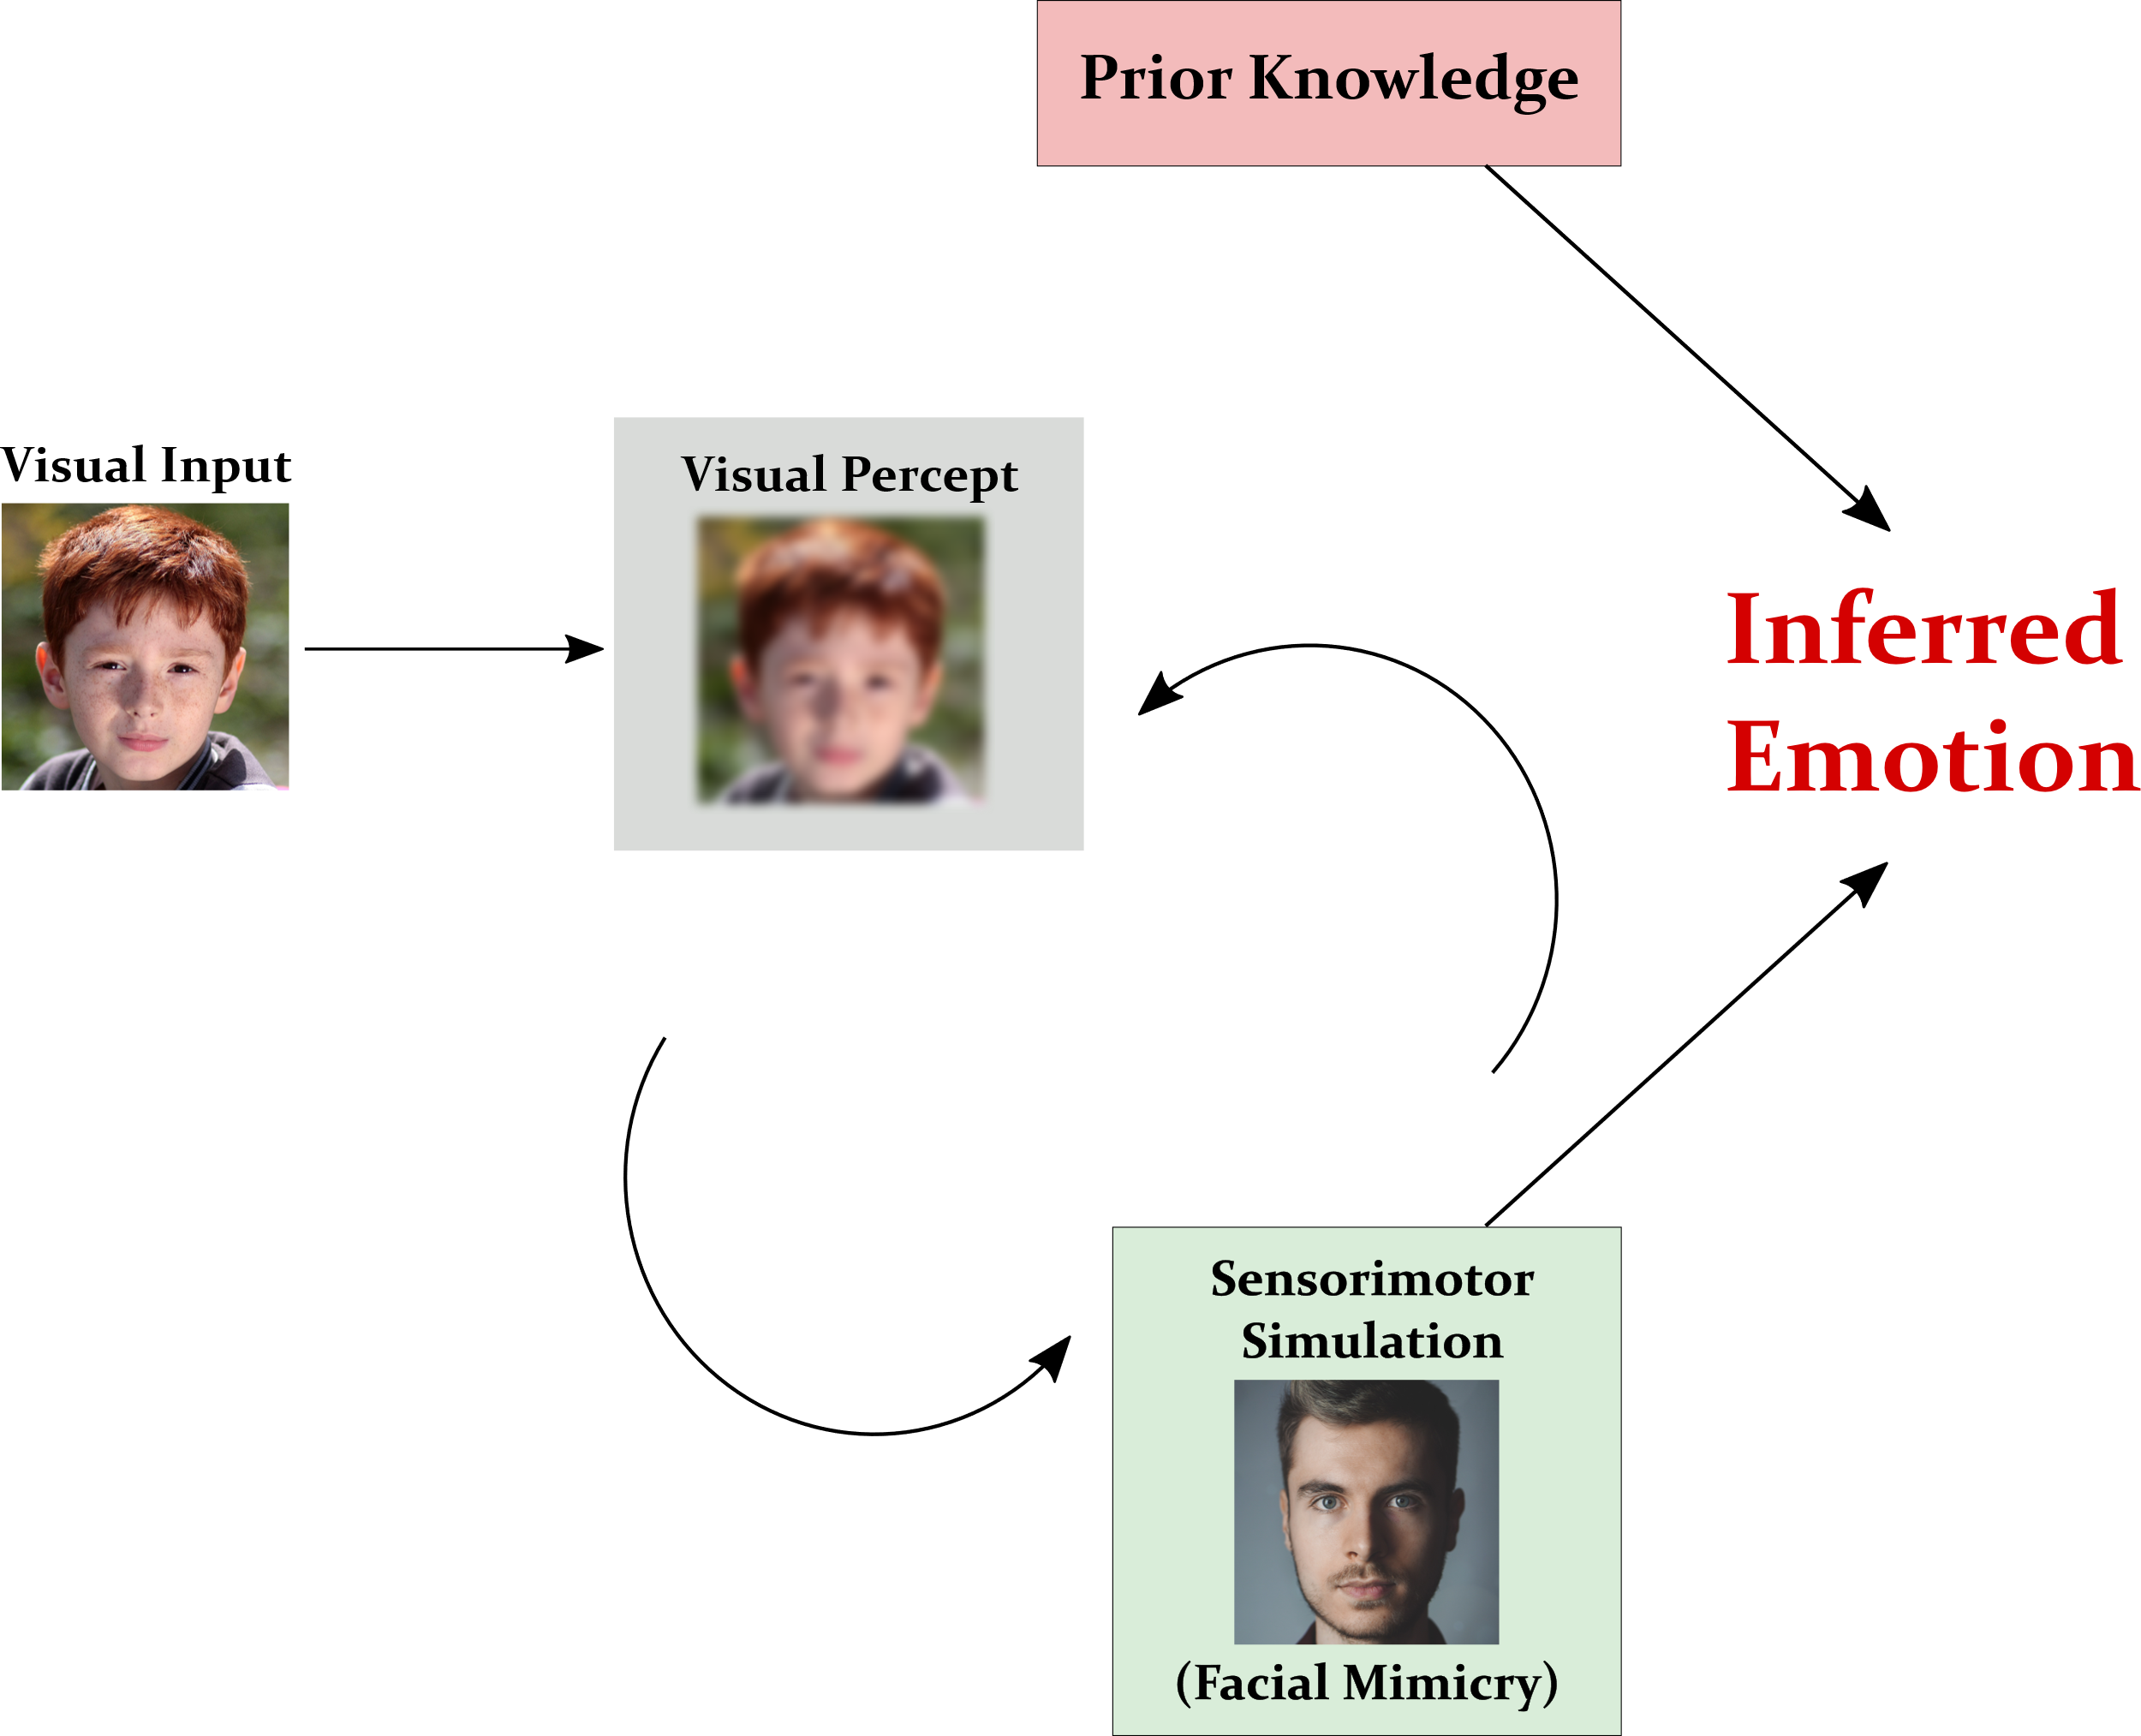 Prior Knowledge
Visual Input
Visual Percept
Inferred
Emotion
Sensorimotor
Simulation
(Facial Mimicry)